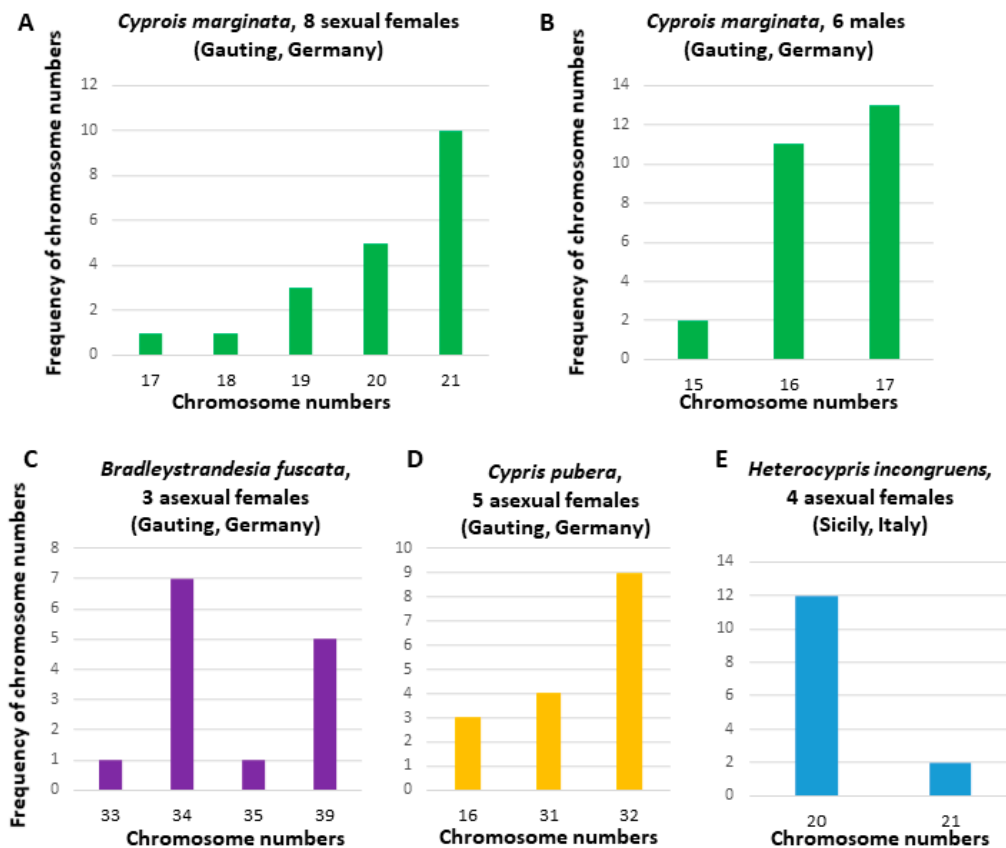 A
Cyprois marginata, 8 sexual females
(Gauting, Germany)
Frequency of chromosome numbers
12
10
8
6
4
2
0
17 18 19 20 21
Chromosome numbers
B
Cyprois marginata, 6 males
(Gauting, Germany)
Frequency of chromosome numbers
14
12
10
8
6
4
2
0
15 16 17
Chromosome numbers
C
Bradleystrandesia fuscata,
3 asexual females
(Gauting, Germany)
Frequency of chromosome numbers
8
7
6
5
4
3
2
1
0
33 34 35 39
Chromosome numbers
D
Cypris pubera,
5 asexual females
(Gauting, Germany)
10
9
8
7
6
5
4
3
2
1
0
16 31 32
Chromosome numbers
E
Heterocypris incongruens,
4 asexual females
(Sicily, Italy)
14
12
10
8
6
4
2
0
20 21
Chromosome numbers